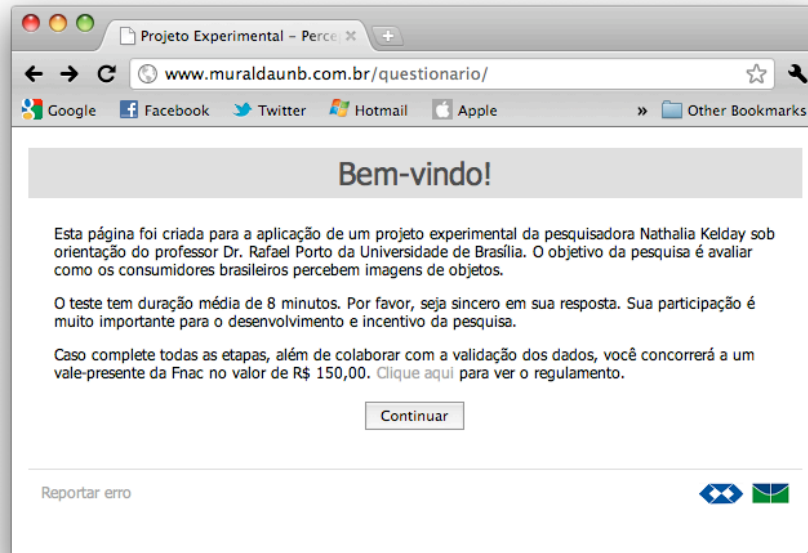 Projeto Experimental – Perce
www.muraldaunb.com.br/questionario/
Google Facebook Twitter Hotmail Apple » Other Bookmarks
Bem-vindo!
Esta página foi criada para a aplicação de um projeto experimental da pesquisadora Nathalia Kelday sob
orientação do professor Dr. Rafael Porto da Universidade de Brasília. O objetivo da pesquisa é avaliar
como os consumidores brasileiros percebem imagens de objetos.
O teste tem duração média de 8 minutos. Por favor, seja sincero em sua resposta. Sua participação é
muito importante para o desenvolvimento e incentivo da pesquisa.
Caso complete todas as etapas, além de colaborar com a validação dos dados, você concorrerá a um
vale-presente da Fnac no valor de R$ 150,00. Clique aqui para ver o regulamento.
Continuar
Reportar erro